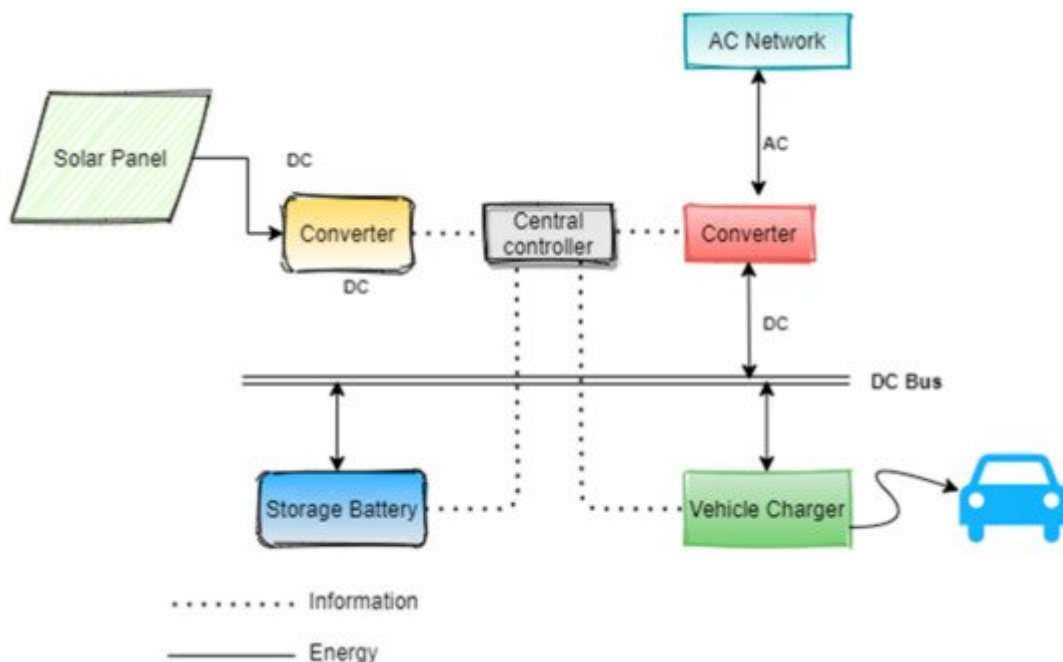 AC Network
AC
Solar Panel
DC
Converter
Central
controller
Converter
DC
DC
DC Bus
Storage Battery
Vehicle Charger
Information
Energy